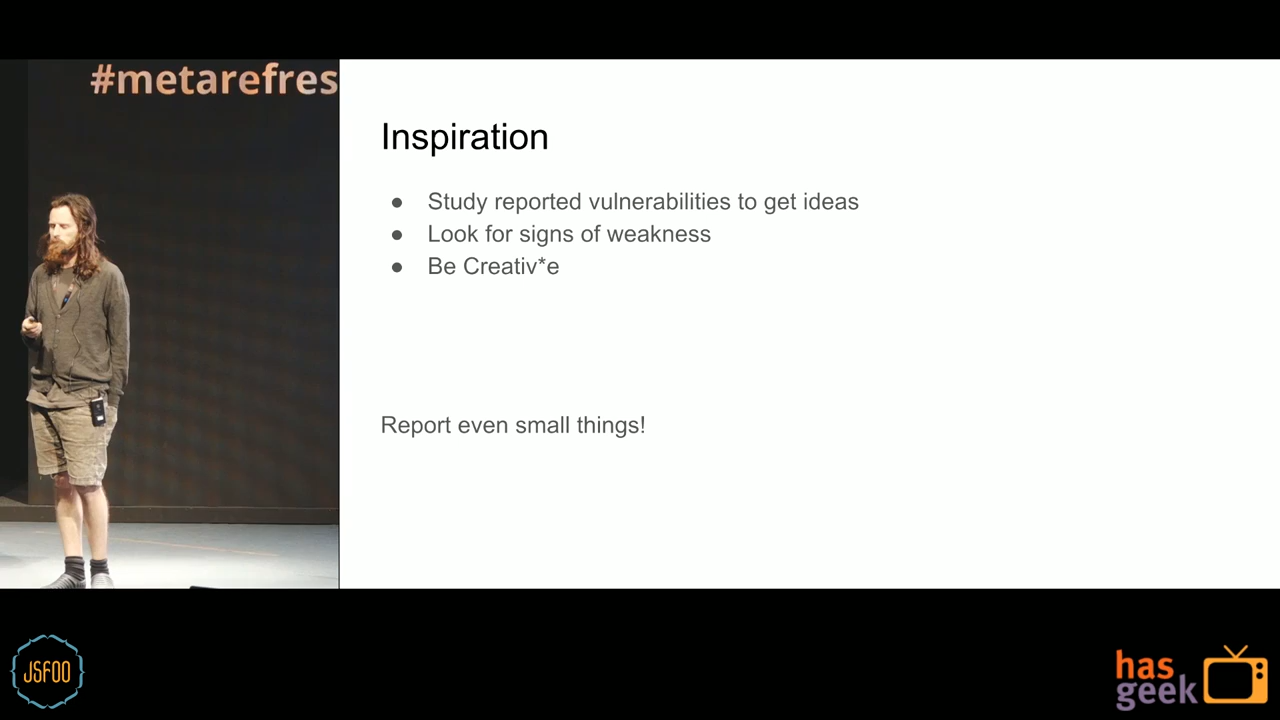 #metarefres
Inspiration
● Study reported vulnerabilities to get ideas
● Look for signs of weakness
● Be Creativ*e
Report even small things!
JSFOO
has
geek